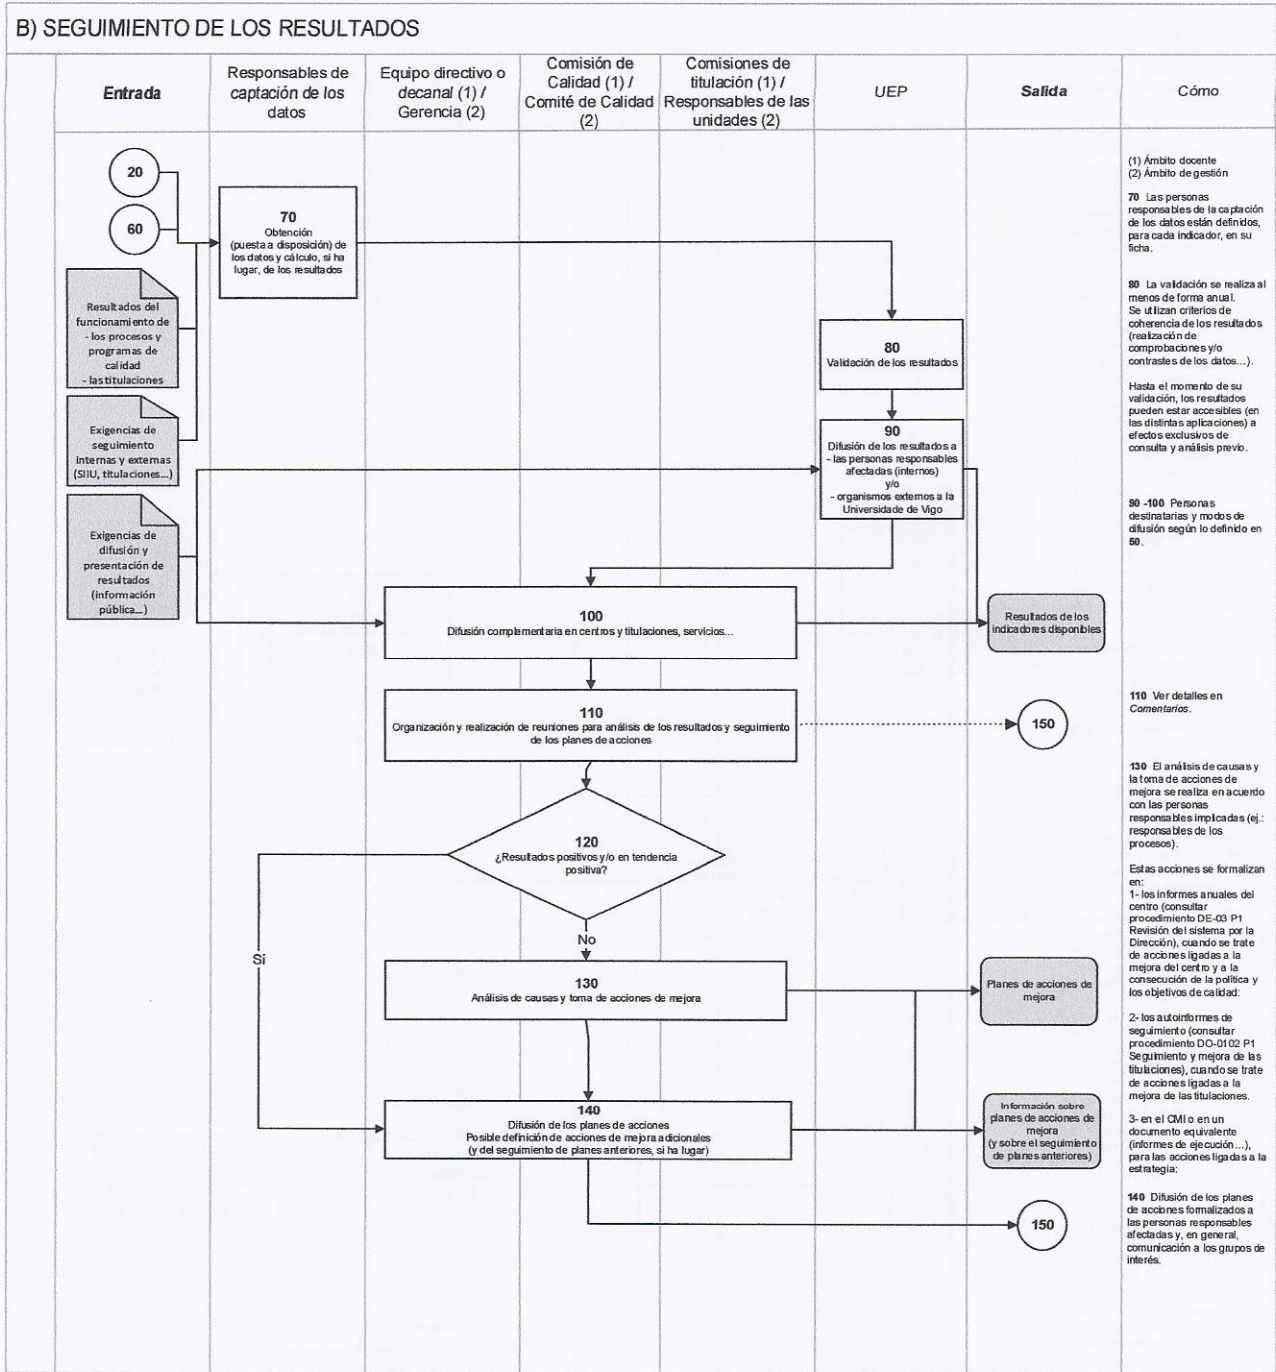 B) SEGUIMIENTO DE LOS RESULTADOS
Entrada
Responsables de
captación de los
datos
Equipo directivo o
decanal (1) /
Gerencia (2)
Comisión de
Calidad (1) /
Comité de Calidad
(2)
Comisiones de
titulación (1) /
Responsables de las
unidades (2)
UEP
Salida
Cómo
20
60
Resultados del
funcionamiento de
- los procesos y
programas de
calidad
- las titulaciones
Exigencias de
seguimiento
internas y externas
(SIIU, titulaciones...)
Exigencias de
difusión y
presentación de
resultados
(información
pública...)
70
Obtención
(puesta a disposición) de
los datos y cálculo, si ha
lugar, de los resultados
80
Validación de los resultados
90
Difusión de los resultados a
- las personas responsables
afectadas (internos)
y/o
- organismos externos a la
Universidade de Vigo
100
Difusión complementaria en centros y titulaciones, servicios...
Resultados de los
indicadores disponibles
110
Organización y realización de reuniones para análisis de los resultados y seguimiento
de los planes de acciones
150
120
¿Resultados positivos y/o en tendencia
positiva?
No
Sí
130
Análisis de causas y toma de acciones de mejora
Planes de acciones de
mejora
140
Difusión de los planes de acciones
Posible definición de acciones de mejora adicionales
(y del seguimiento de planes anteriores, si ha lugar)
Información sobre
planes de acciones de
mejora
(y sobre el seguimiento
de planes anteriores)
150
(1) Ámbito docente
(2) Ámbito de gestión
70 Las personas
responsables de la captación
de los datos están definidos,
para cada indicador, en su
ficha.
80 La validación se realiza al
menos de forma anual.
Se utilizan criterios de
coherencia de los resultados
(realización de
comprobaciones y/o
contrastes de los datos...).
Hasta el momento de su
validación, los resultados
pueden estar accesibles (en
las distintas aplicaciones) a
efectos exclusivos de
consulta y análisis previo.
90 -100 Personas
destinatarias y modos de
difusión según lo definido en
50.
110 Ver detalles en
Comentarios.
130 El análisis de causas y
la toma de acciones de
mejora se realiza en acuerdo
con las personas
responsables implicadas (ej.:
responsables de los
procesos).
Estas acciones se formalizan
en:
1- los informes anuales del
centro (consultar
procedimiento DE-03 P1
Revisión del sistema por la
Dirección), cuando se trate
de acciones ligadas a la
mejora del centro y a la
consecución de la política y
los objetivos de calidad:
2- los autoinformes de
seguimiento (consultar
procedimiento DO-0102 P1
Seguimiento y mejora de las
titulaciones), cuando se trate
de acciones ligadas a la
mejora de las titulaciones.
3- en el CMI o en un
documento equivalente
(informes de ejecución...),
para las acciones ligadas a la
estrategia:
140 Difusión de los planes
de acciones formalizados a
las personas responsables
afectadas y, en general,
comunicación a los grupos de
interés.